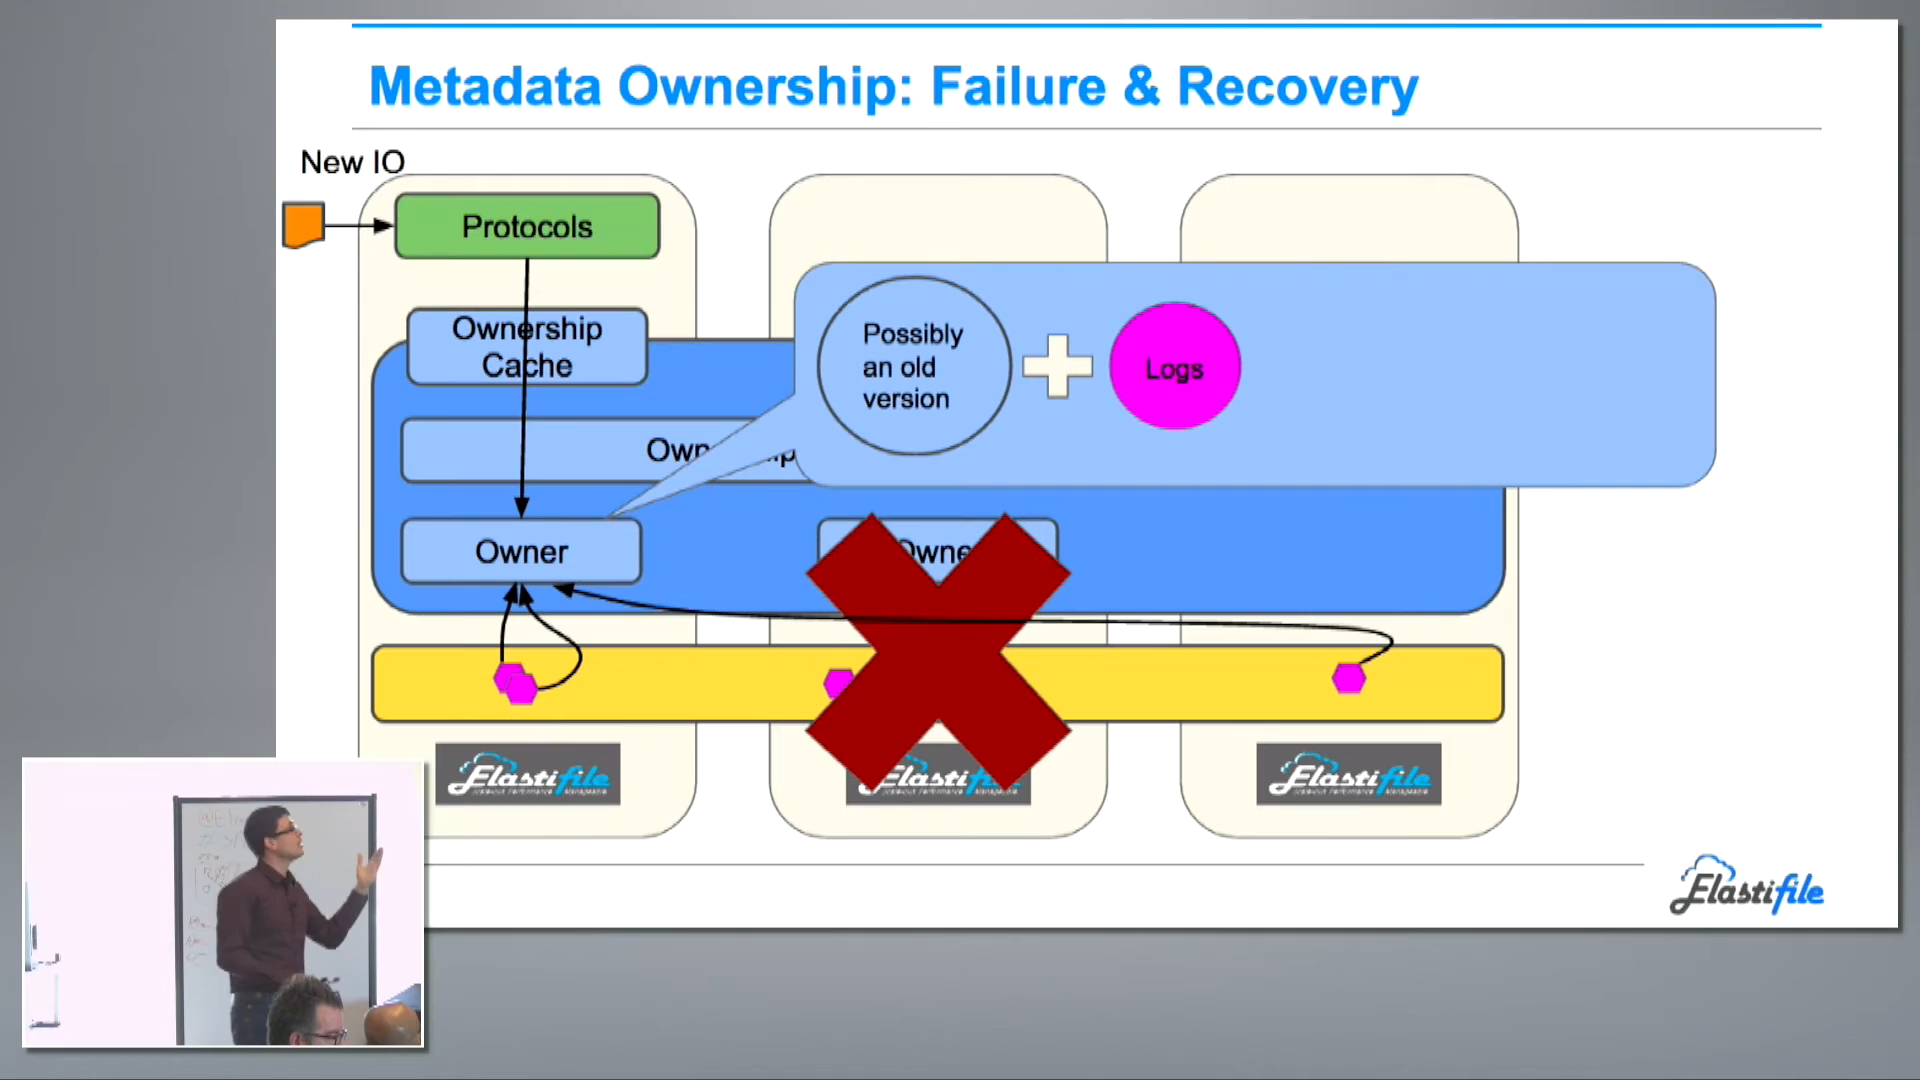 Metadata Ownership: Failure & Recovery
New IO
Protocols
Ownership
Cache
Possibly
an old
version
Logs
Owner
Elastifile
Elastifile
Elastifile
Elastifile